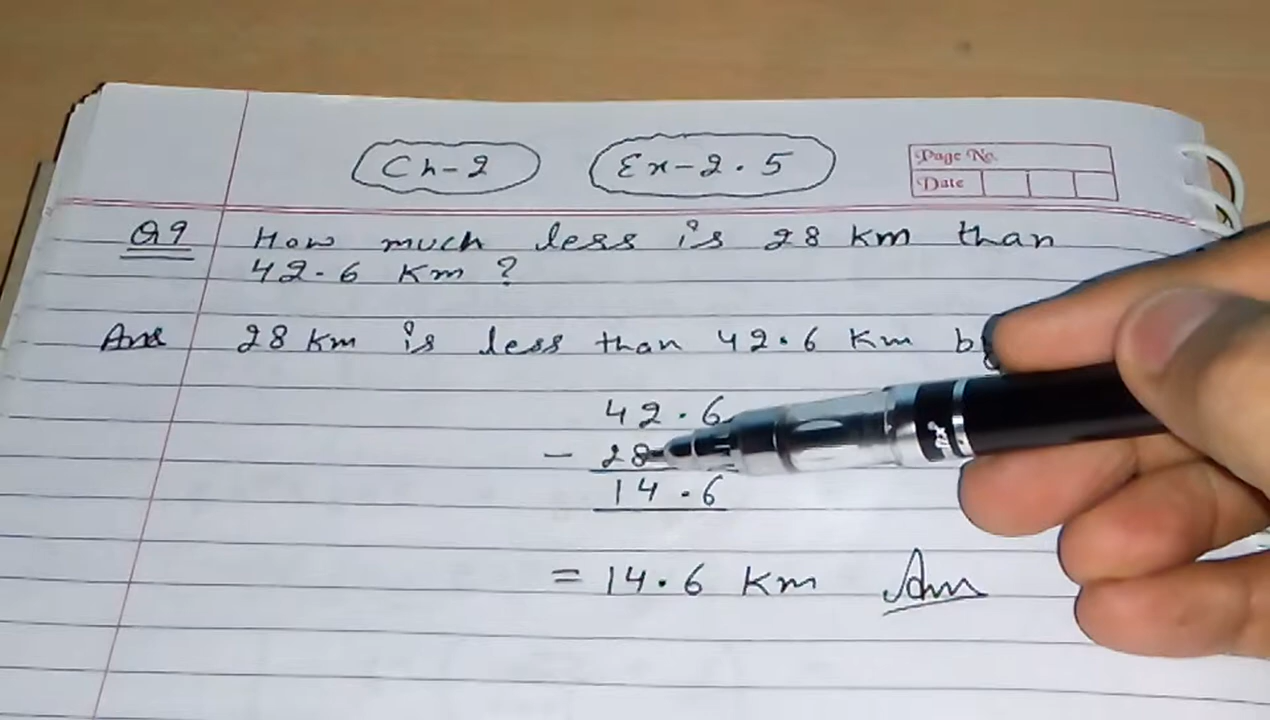 Ch-2 Ex-2.5
Page No.
Date
Q9 How much less is 28 km than
42.6 km ?
Ans 28 km is less than 42.6 km by
42.6
- 28
14.6
= 14.6 km Ans